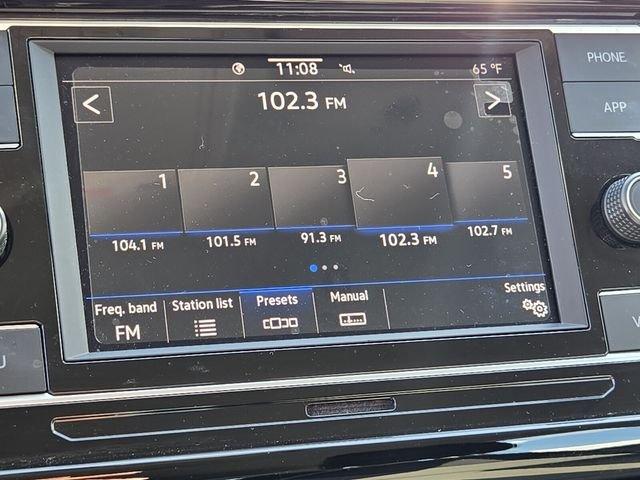 11:08 65 °F
PHONE
102.3 FM
APP
1 2 3 4 5
104.1 FM 101.5 FM 91.3 FM 102.3 FM 102.7 FM
Freq. band Station list Presets Manual Settings
FM